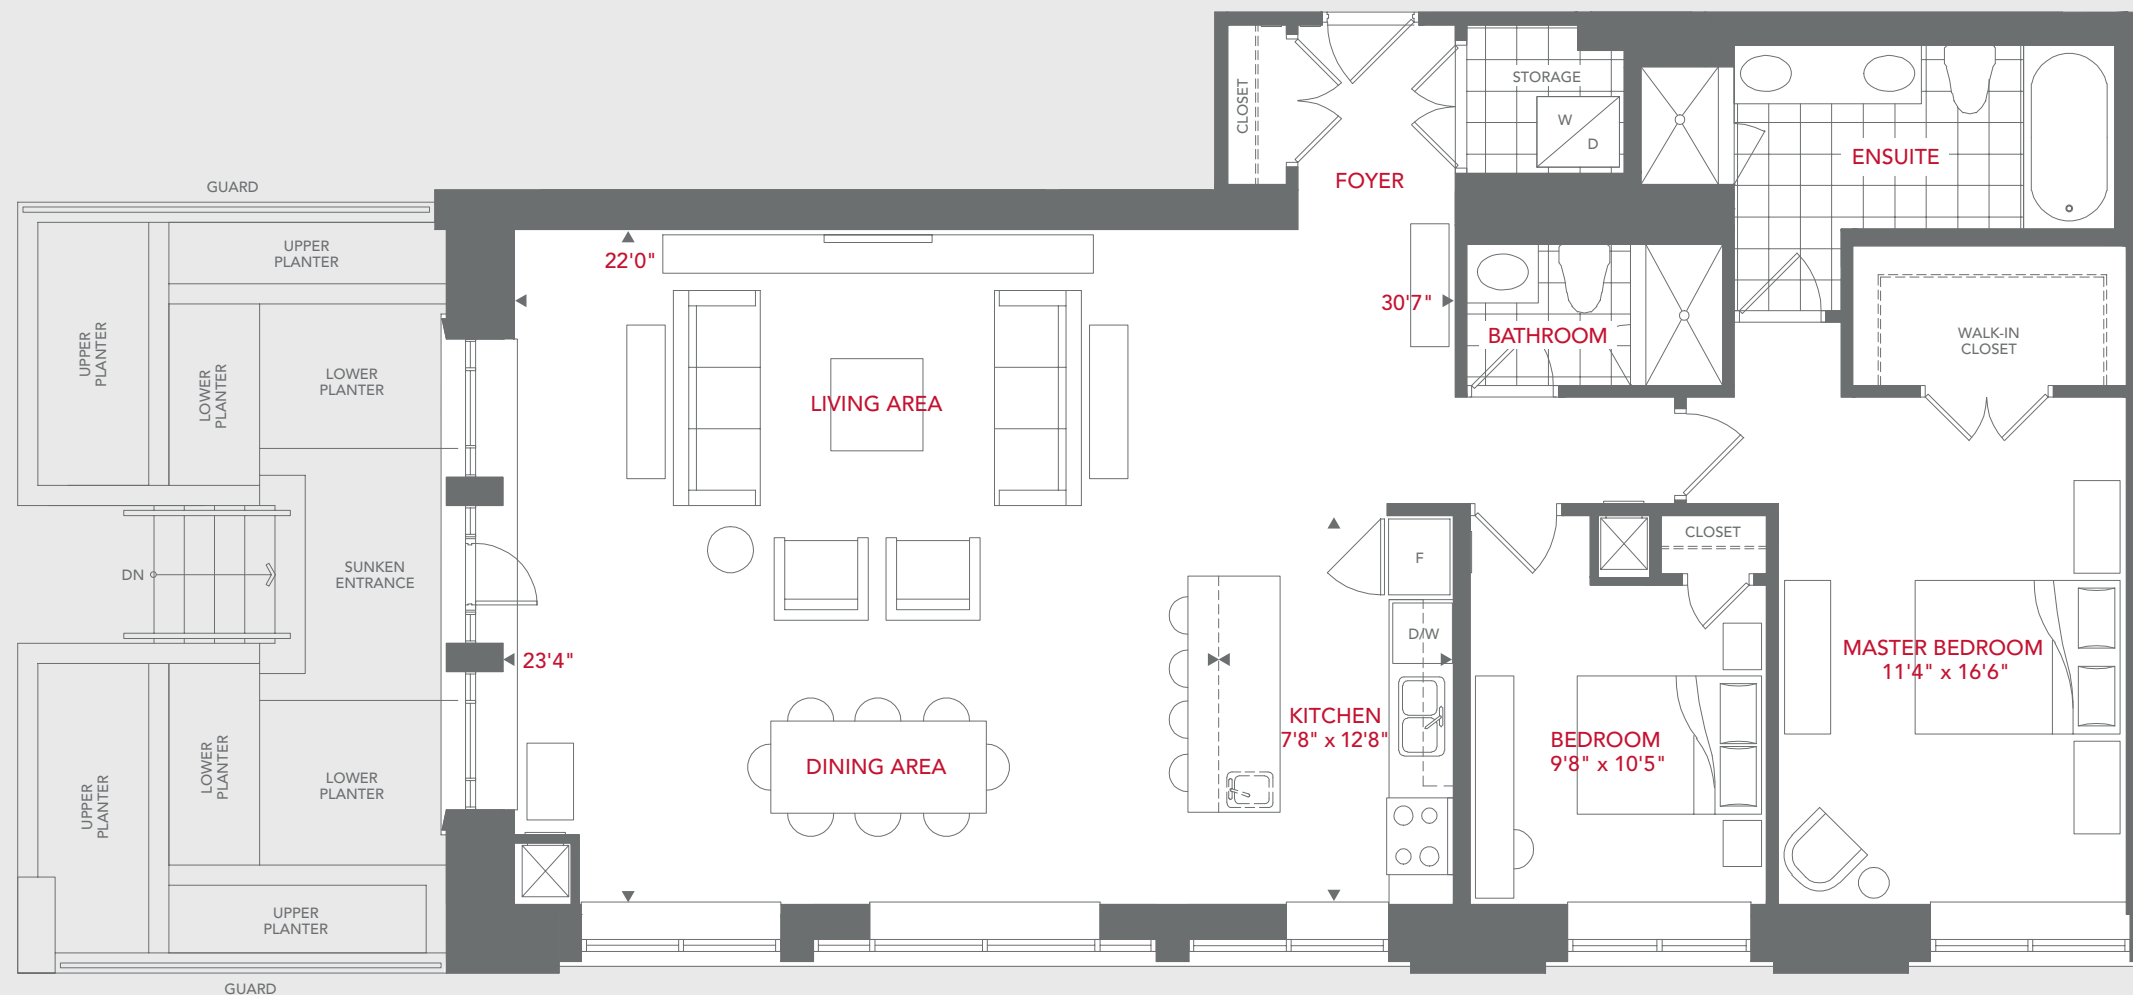 CLOSET
STORAGE
W
D
FOYER
ENSUITE
GUARD
UPPER
PLANTER
22'0"
30'7"
BATHROOM
WALK-IN
CLOSET
UPPER
PLANTER
LOWER
PLANTER
LOWER
PLANTER
LIVING AREA
CLOSET
F
DN
SUNKEN
ENTRANCE
D/W
23'4"
MASTER BEDROOM
11'4" x 16'6"
KITCHEN
7'8" x 12'8"
BEDROOM
9'8" x 10'5"
DINING AREA
LOWER
PLANTER
LOWER
PLANTER
UPPER
PLANTER
UPPER
PLANTER
GUARD